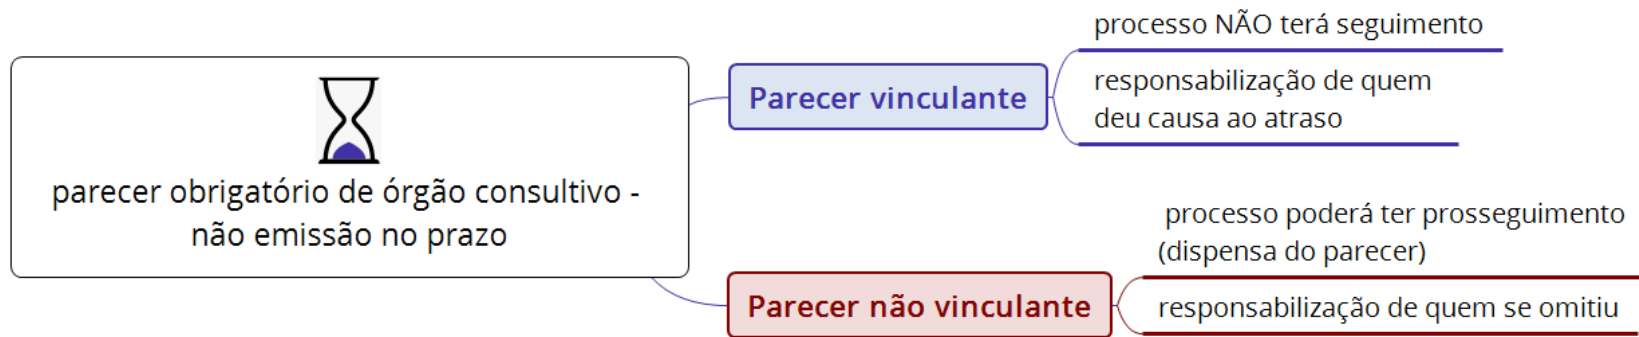 parecer obrigatório de órgão consultivo -
não emissão no prazo
Parecer vinculante
processo NÃO terá seguimento
responsabilização de quem
deu causa ao atraso
Parecer não vinculante
processo poderá ter prosseguimento
(dispensa do parecer)
responsabilização de quem se omitiu